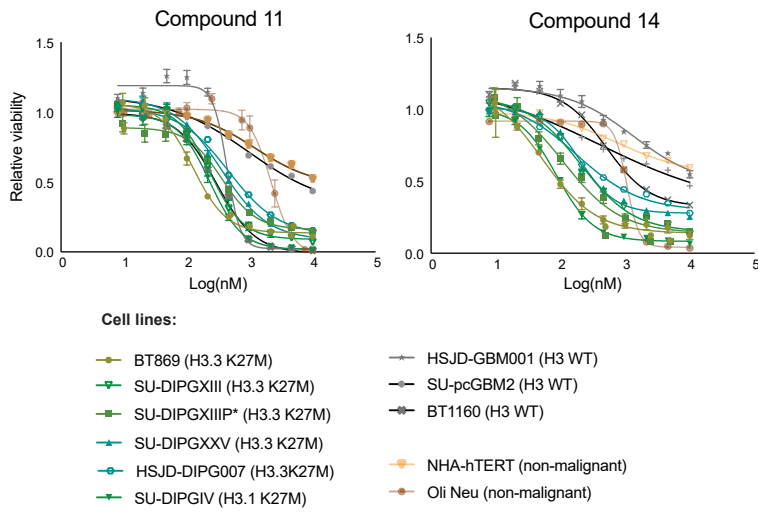 Compound 11
Compound 14
Relative viability
1.5
1.0
0.5
0.0
0
1
2
3
4
5
Log(nM)
1.5
1.0
0.5
0.0
0
1
2
3
4
5
Log(nM)
Cell lines:
BT869 (H3.3 K27M)
SU-DIPGXIII (H3.3 K27M)
SU-DIPGXIIIP* (H3.3 K27M)
SU-DIPGXXV (H3.3 K27M)
HSJD-DIPG007 (H3.3K27M)
SU-DIPGIV (H3.1 K27M)
HSJD-GBM001 (H3 WT)
SU-pcGBM2 (H3 WT)
BT1160 (H3 WT)
NHA-hTERT (non-malignant)
Oli Neu (non-malignant)